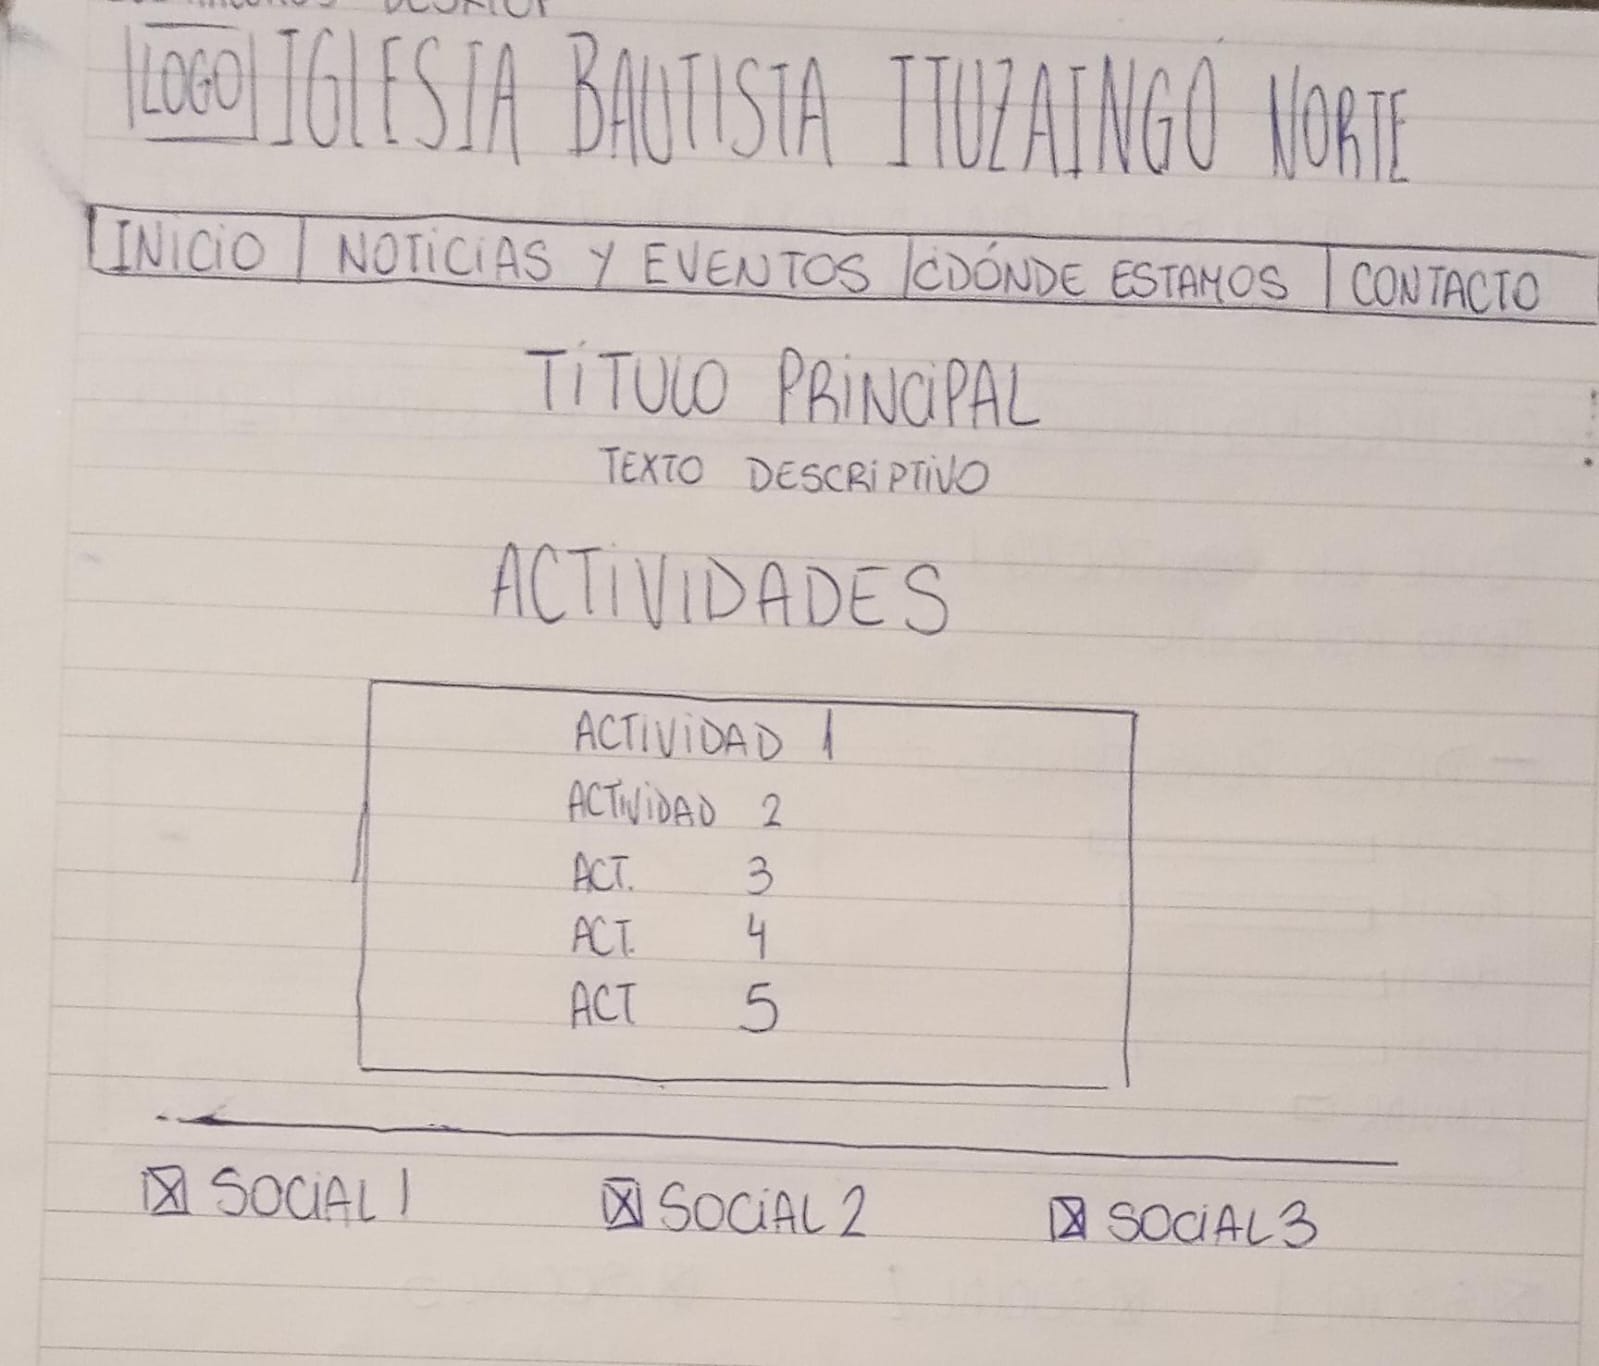 LOGO IGLESIA BAUTISTA ITUZAINGÓ NORTE
INICIO | NOTICIAS Y EVENTOS | ¿DÓNDE ESTAMOS | CONTACTO
TÍTULO PRINCIPAL
TEXTO DESCRIPTIVO
ACTIVIDADES
ACTIVIDAD 1
ACTIVIDAD 2
ACT. 3
ACT. 4
ACT 5
SOCIAL 1 SOCIAL 2 SOCIAL 3